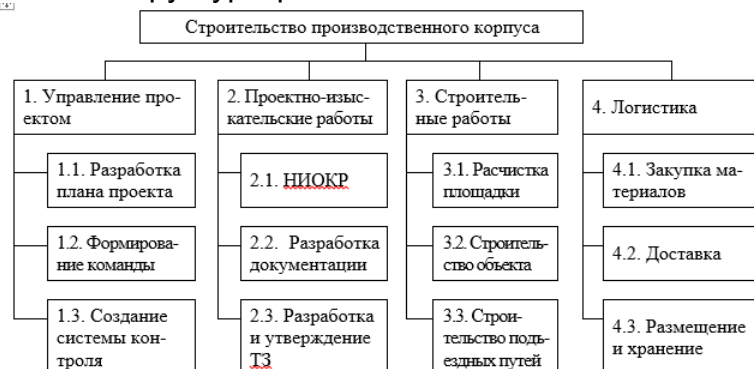 Строительство производственного корпуса
1. Управление про-
ектом
2. Проектно-изыс-
кательские работы
3. Строитель-
ные работы
4. Логистика
1.1. Разработка
плана проекта
2.1. НИОКР
3.1. Расчистка
площадки
4.1. Закупка ма-
териалов
1.2. Формирова-
ние команды
2.2. Разработка
документации
3.2. Строитель-
ство объекта
4.2. Доставка
1.3. Создание
системы кон-
троля
2.3. Разработка
и утверждение
ТЗ
3.3. Строи-
тельство подъ-
ездных путей
4.3. Размещение
и хранение